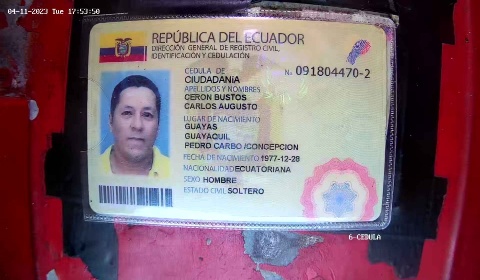 04-11-2023 Tue 17:53:50
REPÚBLICA DEL ECUADOR
DIRECCIÓN GENERAL DE REGISTRO CIVIL,
IDENTIFICACIÓN Y CEDULACIÓN
CÉDULA DE
CIUDADANÍA
N. 091804470-2
APELLIDOS Y NOMBRES
CERON BUSTOS
CARLOS AUGUSTO
LUGAR DE NACIMIENTO
GUAYAS
GUAYAQUIL
PEDRO CARBO /CONCEPCION
FECHA DE NACIMIENTO 1977-12-28
NACIONALIDAD ECUATORIANA
SEXO HOMBRE
ESTADO CIVIL SOLTERO
6-CEDULA